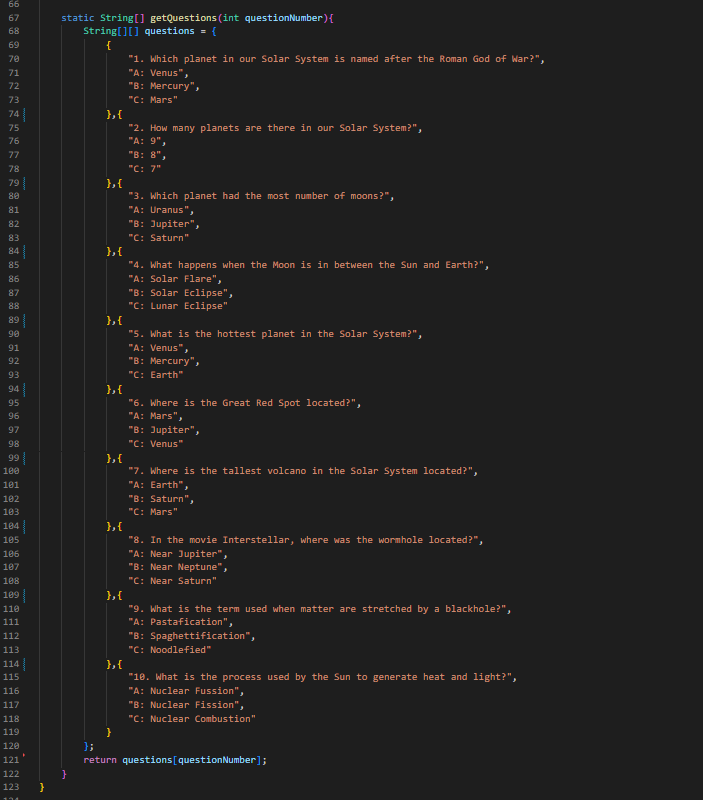 66
67 static String[] getQuestions(int questionNumber){
68 String[][] questions = {
69 {
70 "1. Which planet in our Solar System is named after the Roman God of War?",
71 "A: Venus",
72 "B: Mercury",
73 "C: Mars"
74 },{
75 "2. How many planets are there in our Solar System?",
76 "A: 9",
77 "B: 8",
78 "C: 7"
79 },{
80 "3. Which planet had the most number of moons?",
81 "A: Uranus",
82 "B: Jupiter",
83 "C: Saturn"
84 },{
85 "4. What happens when the Moon is in between the Sun and Earth?",
86 "A: Solar Flare",
87 "B: Solar Eclipse",
88 "C: Lunar Eclipse"
89 },{
90 "5. What is the hottest planet in the Solar System?",
91 "A: Venus",
92 "B: Mercury",
93 "C: Earth"
94 },{
95 "6. Where is the Great Red Spot located?",
96 "A: Mars",
97 "B: Jupiter",
98 "C: Venus"
99 },{
100 "7. Where is the tallest volcano in the Solar System located?",
101 "A: Earth",
102 "B: Saturn",
103 "C: Mars"
104 },{
105 "8. In the movie Interstellar, where was the wormhole located?",
106 "A: Near Jupiter",
107 "B: Near Neptune",
108 "C: Near Saturn"
109 },{
110 "9. What is the term used when matter are stretched by a blackhole?",
111 "A: Pastafication",
112 "B: Spaghettification",
113 "C: Noodlefied"
114 },{
115 "10. What is the process used by the Sun to generate heat and light?",
116 "A: Nuclear Fussion",
117 "B: Nuclear Fission",
118 "C: Nuclear Combustion"
119 }
120 };
121 return questions[questionNumber];
122 }
123 }